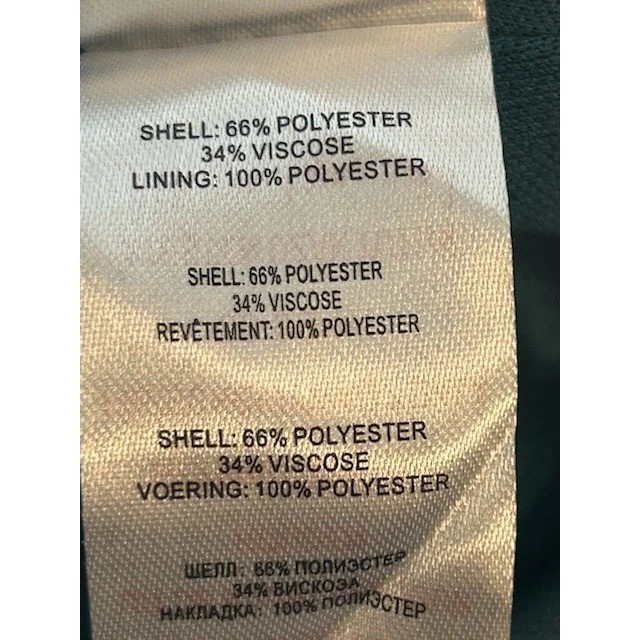 SHELL: 66% POLYESTER
34% VISCOSE
LINING: 100% POLYESTER
SHELL: 66% POLYESTER
34% VISCOSE
REVÊTEMENT: 100% POLYESTER
SHELL: 66% POLYESTER
34% VISCOSE
VOERING: 100% POLYESTER
ШЕЛЛ: 66% ПОЛИЭСТЕР
34% ВИСКОЗА
НАКЛАДКА: 100% ПОЛИЭСТЕР